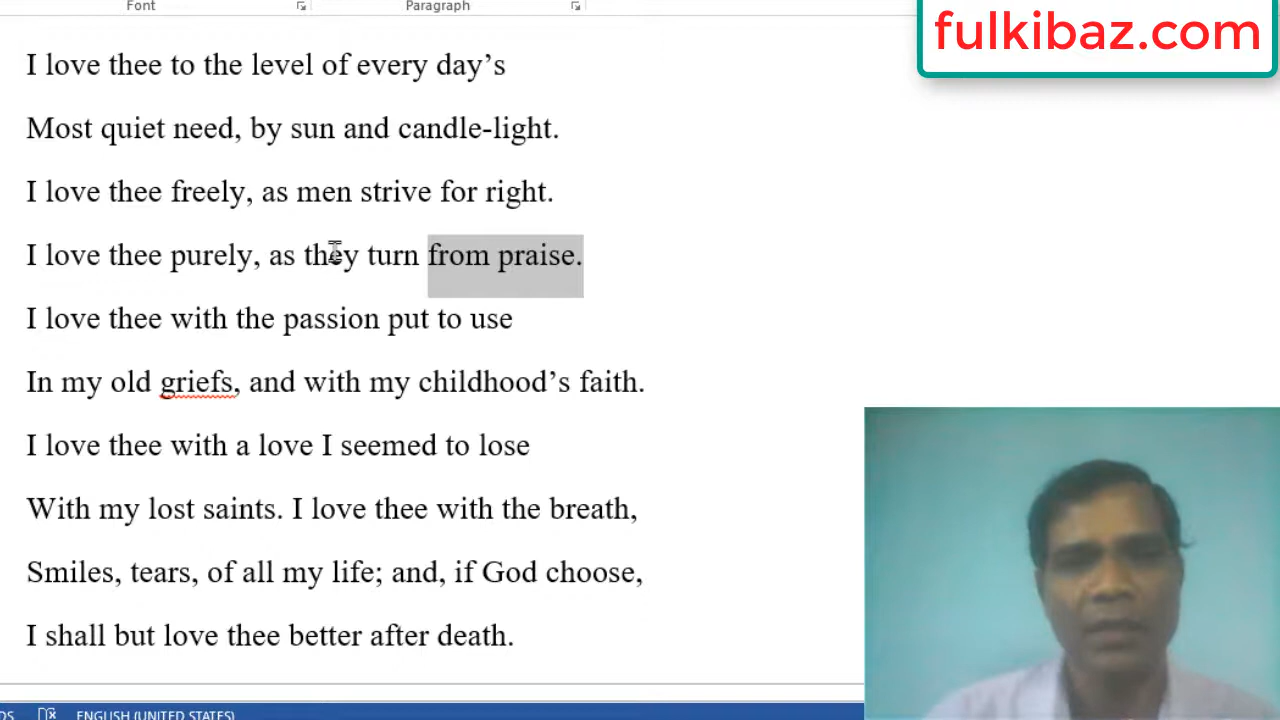 Font
Paragraph
fulkibaz.com
I love thee to the level of every day’s
Most quiet need, by sun and candle-light.
I love thee freely, as men strive for right.
I love thee purely, as they turn from praise.
I love thee with the passion put to use
In my old griefs, and with my childhood’s faith.
I love thee with a love I seemed to lose
With my lost saints. I love thee with the breath,
Smiles, tears, of all my life; and, if God choose,
I shall but love thee better after death.
ENGLISH (UNITED STATES)